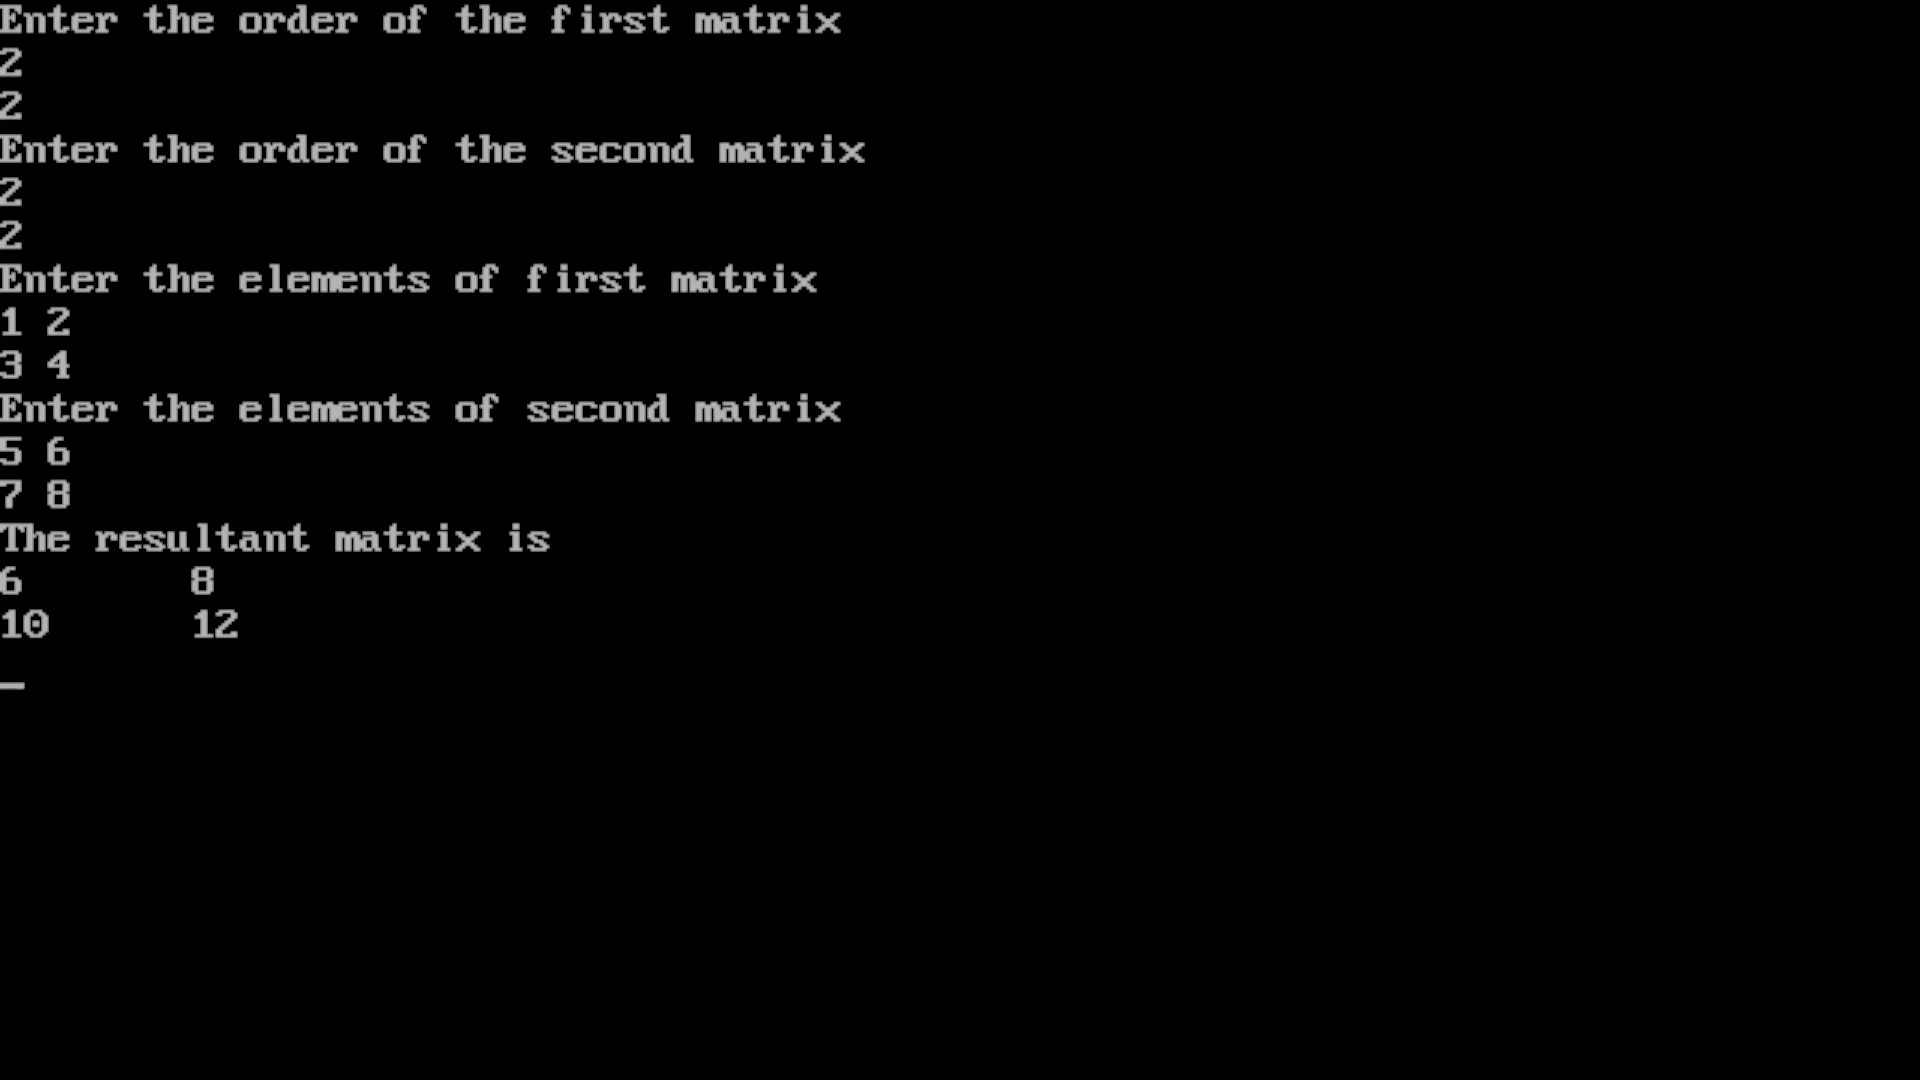 Enter the order of the first matrix
2
2
Enter the order of the second matrix
2
2
Enter the elements of first matrix
1 2
3 4
Enter the elements of second matrix
5 6
7 8
The resultant matrix is
6       8
10      12
_